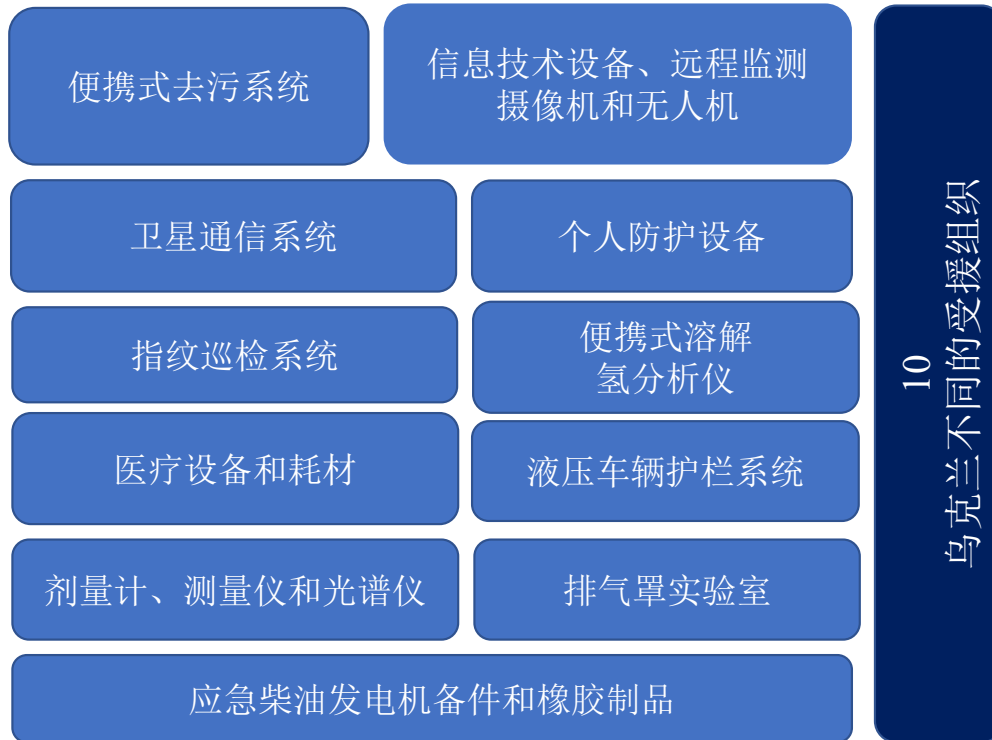 便携式去污系统
信息技术设备、远程监测
摄像机和无人机
卫星通信系统
个人防护设备
指纹巡检系统
便携式溶解
氢分析仪
医疗设备和耗材
液压车辆护栏系统
剂量计、测量仪和光谱仪
排气罩实验室
应急柴油发电机备件和橡胶制品
10
乌克兰不同的受援组织